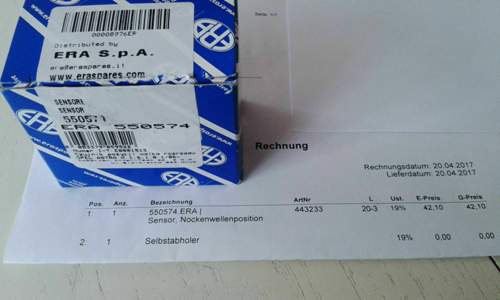 00008976EF
Distributed by
ERA S.p.A.
era@eraspares.it
www.eraspares.com
SENSORE
SENSOR
550574
ERA 550574
ERA
Rechnung
Rechnungsdatum: 20.04.2017
Lieferdatum: 20.04.2017
Pos. Anz. Bezeichnung ArtNr L Ust. E-Preis G-Preis
1: 1 550574.ERA | 443233 20-3 19% 42,10 42,10
Sensor, Nockenwellenposition
2: 1 Selbstabholer 19% 0,00 0,00